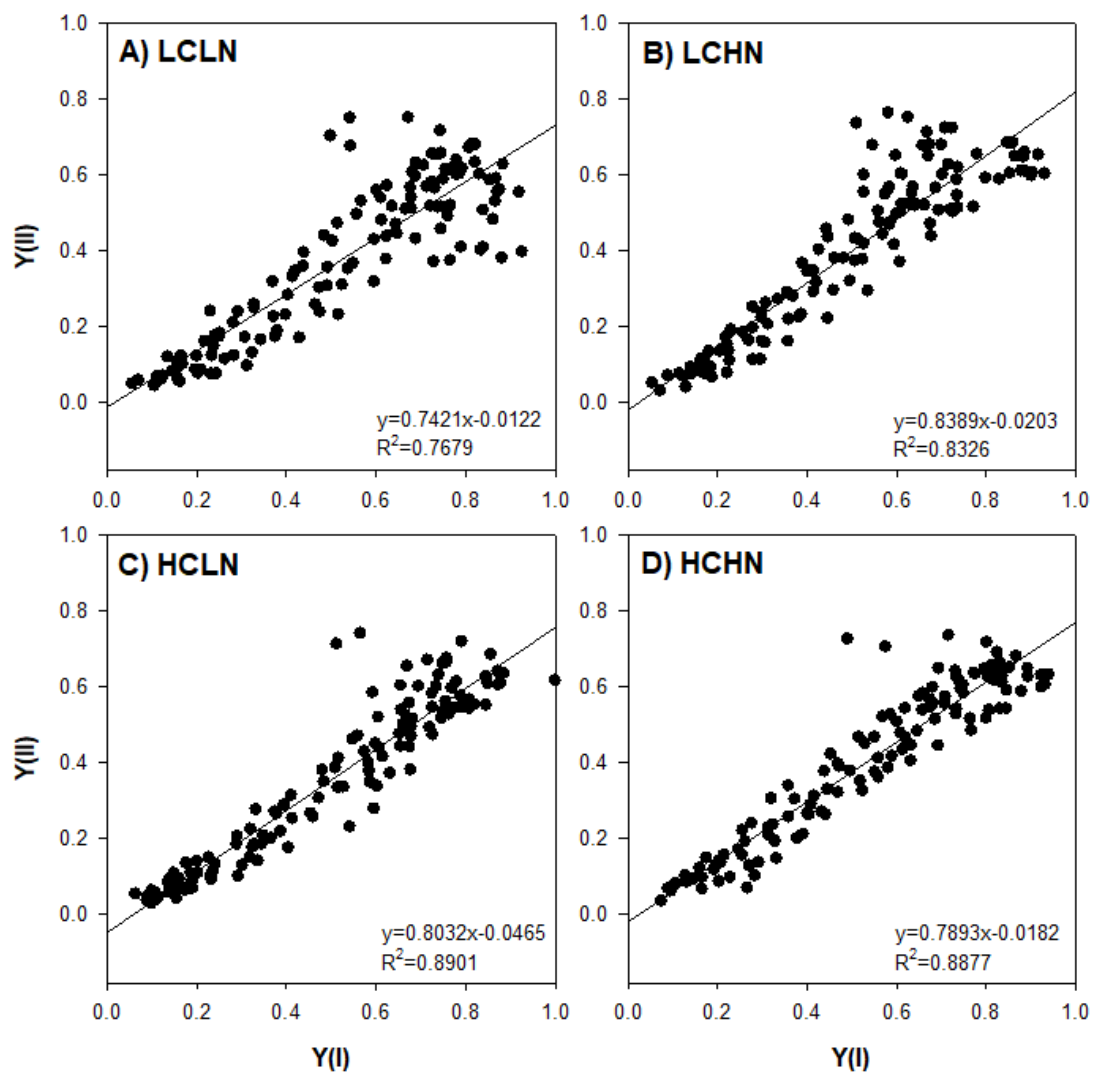 A) LCLN
B) LCHN
1.0
0.8
0.6
0.4
0.2
0.0
Y(II)
y=0.7421x-0.0122
R²=0.7679
y=0.8389x-0.0203
R²=0.8326
0.0 0.2 0.4 0.6 0.8 1.0
0.0 0.2 0.4 0.6 0.8 1.0
C) HCLN
D) HCHN
1.0
0.8
0.6
0.4
0.2
0.0
Y(II)
y=0.8032x-0.0465
R²=0.8901
y=0.7893x-0.0182
R²=0.8877
0.0 0.2 0.4 0.6 0.8 1.0
0.0 0.2 0.4 0.6 0.8 1.0
Y(I)
Y(I)